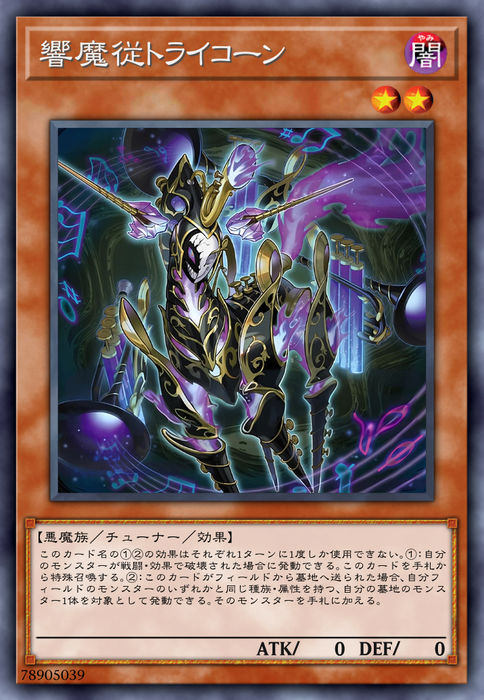 響魔従トライコーン
やみ
闇
【悪魔族／チューナー／効果】
このカード名の①②の効果はそれぞれ1ターンに1度しか使用できない。①：自分
のモンスターが戦闘・効果で破壊された場合に発動できる。このカードを手札か
ら特殊召喚する。②：このカードがフィールドから墓地へ送られた場合、自分フ
ィールドのモンスターのいずれかと同じ種族・属性を持つ、自分の墓地のモンス
ター1体を対象として発動できる。そのモンスターを手札に加える。
ATK/ 0 DEF/ 0
78905039